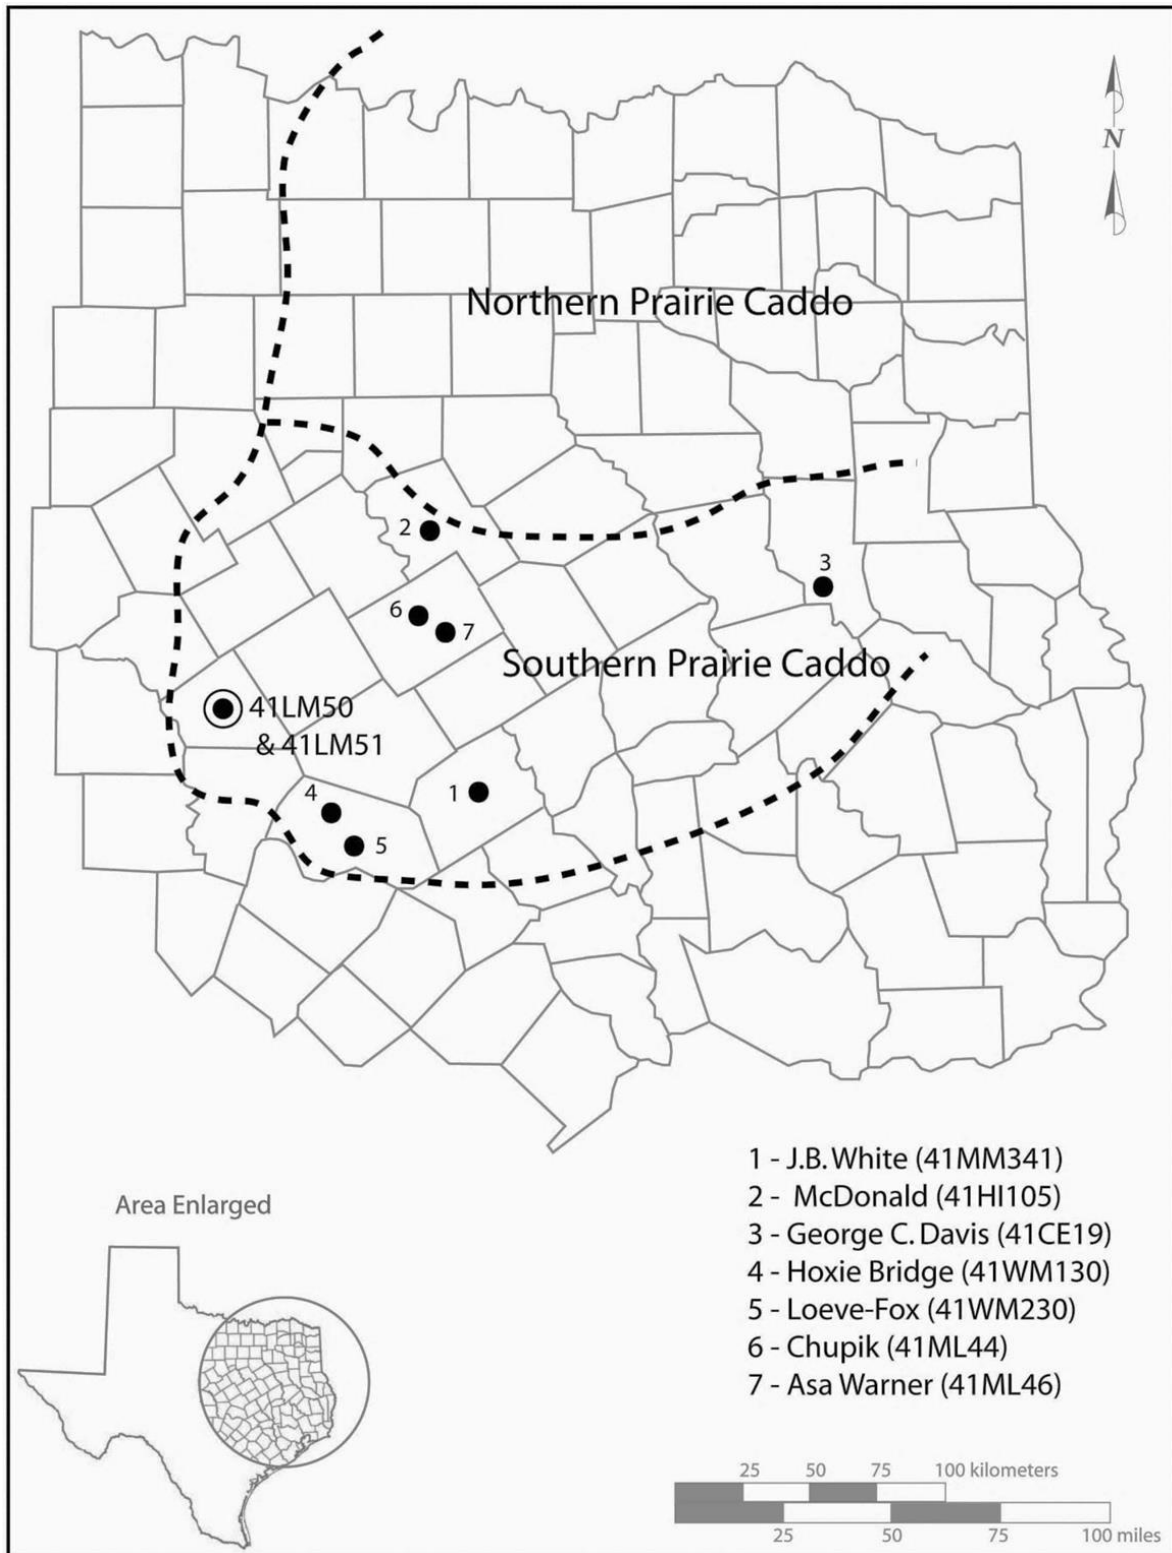 N
Northern Prairie Caddo
2
3
6
7
Southern Prairie Caddo
41LM50
& 41LM51
4
1
5
1 - J.B. White (41MM341)
2 - McDonald (41HI105)
3 - George C. Davis (41CE19)
4 - Hoxie Bridge (41WM130)
5 - Loeve-Fox (41WM230)
6 - Chupik (41ML44)
7 - Asa Warner (41ML46)
Area Enlarged
25 50 75 100 kilometers
25 50 75 100 miles